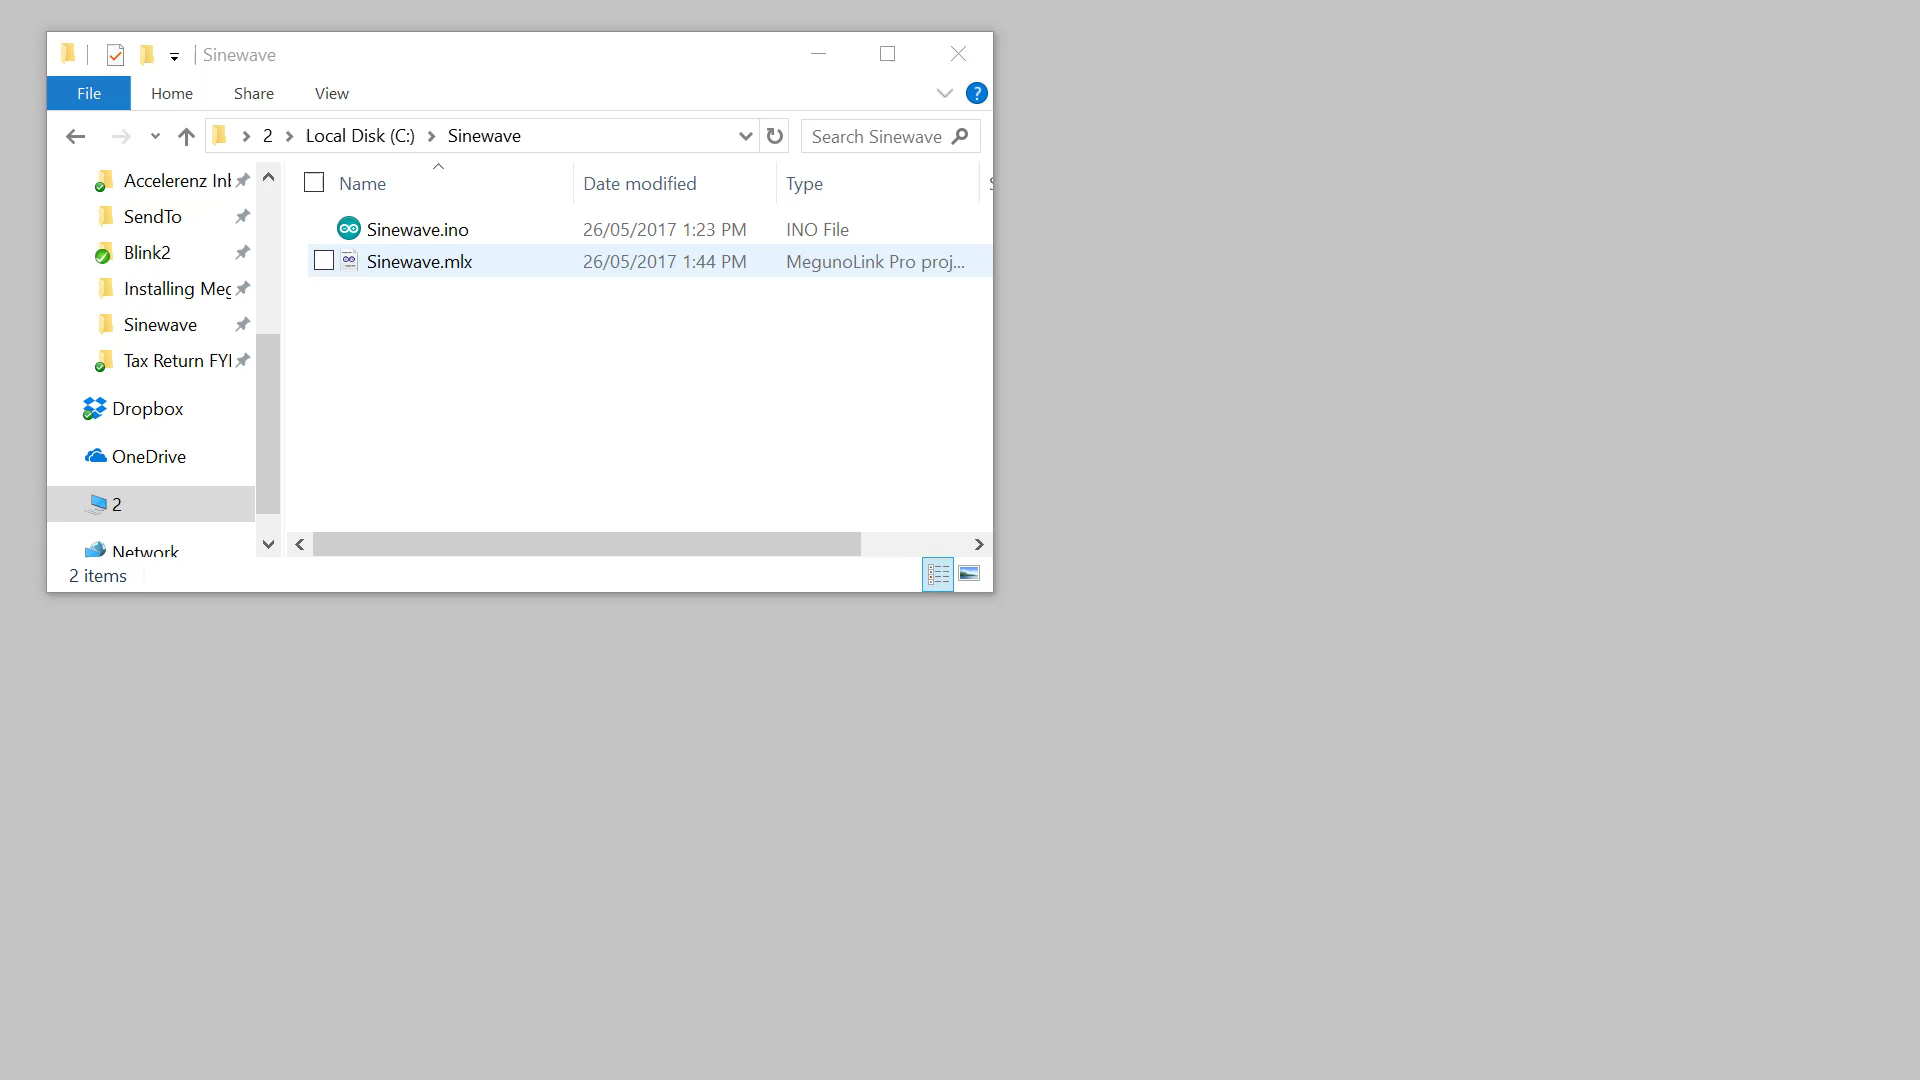 Sinewave
File Home Share View
2 Local Disk (C:) Sinewave Search Sinewave
Name Date modified Type
Sinewave.ino 26/05/2017 1:23 PM INO File
Sinewave.mlx 26/05/2017 1:44 PM MegunoLink Pro proj...
Accelerenz Inb
SendTo
Blink2
Installing Meg
Sinewave
Tax Return FYI
Dropbox
OneDrive
2
Network
2 items